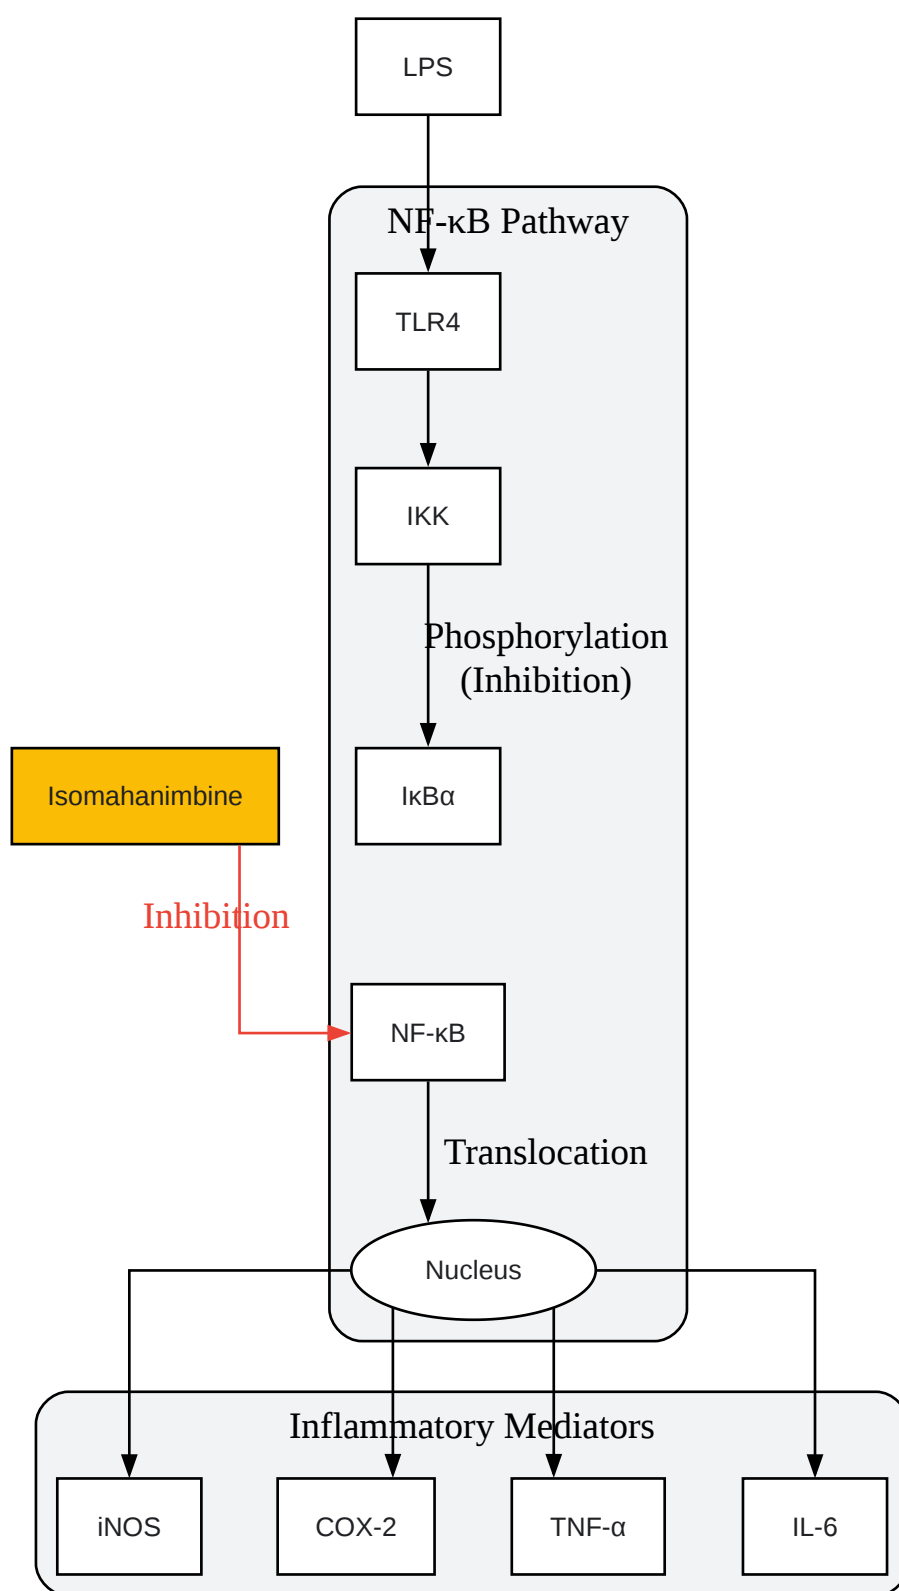 LPS
NF-κB Pathway
TLR4
IKK
Phosphorylation
(Inhibition)
Isomahanimbine
IκBα
Inhibition
NF-κB
Translocation
Nucleus
Inflammatory Mediators
iNOS
COX-2
TNF-α
IL-6